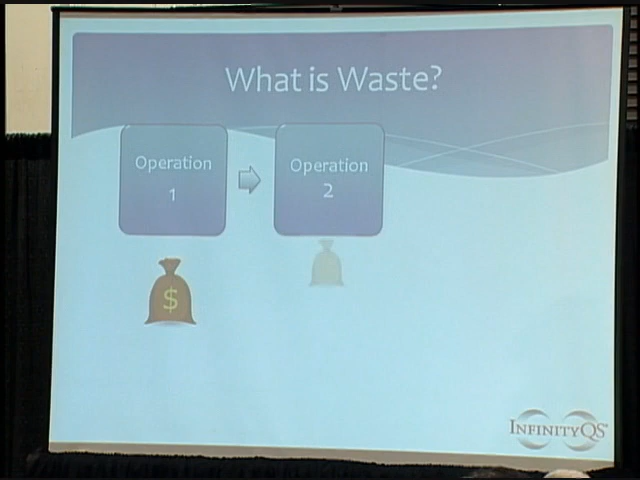 What is Waste?
Operation
1
Operation
2
$
INFINITYQS